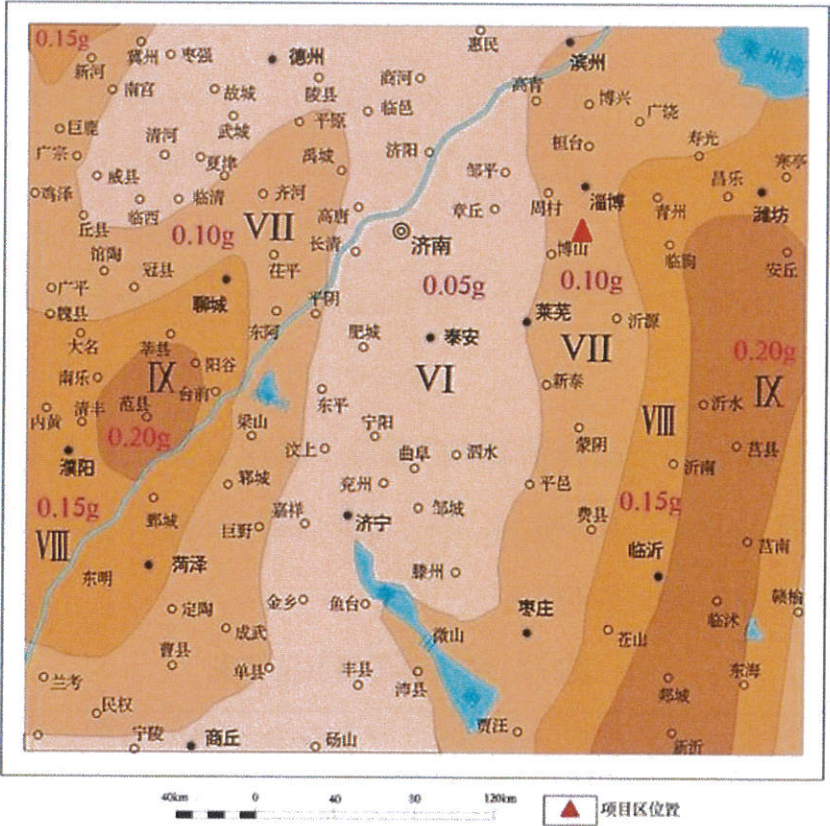 0.15g
冀州
枣强
德州
惠民
滨州
莱州湾
新河
南宫
故城
陵县
商河
高青
博兴
广饶
巨鹿
清河
武城
平原
临邑
桓台
寿光
广宗
夏津
禹城
济阳
邹平
寒亭
威县
昌乐
鸡泽
临清
齐河
淄博
青州
潍坊
临西
高唐
章丘
周村
丘县
0.10g
VII
长清
济南
博山
临朐
馆陶
冠县
茌平
0.05g
0.10g
安丘
广平
聊城
平阴
莱芜
魏县
东阿
肥城
泰安
沂源
大名
莘县
VII
0.20g
阳谷
IX
南乐
台前
VI
新泰
IX
范县
东平
沂水
内黄
清丰
梁山
宁阳
VIII
0.20g
蒙阴
濮阳
汶上
曲阜
泗水
莒县
沂南
郓城
兖州
平邑
0.15g
0.15g
鄄城
嘉祥
济宁
邹城
费县
巨野
VIII
莒南
菏泽
滕州
临沂
东明
赣榆
定陶
金乡
鱼台
枣庄
临沭
成武
微山
苍山
曹县
单县
丰县
沛县
东海
兰考
郯城
民权
贾汪
宁陵
商丘
砀山
新沂
40km 0 40 80 120km
项目区位置